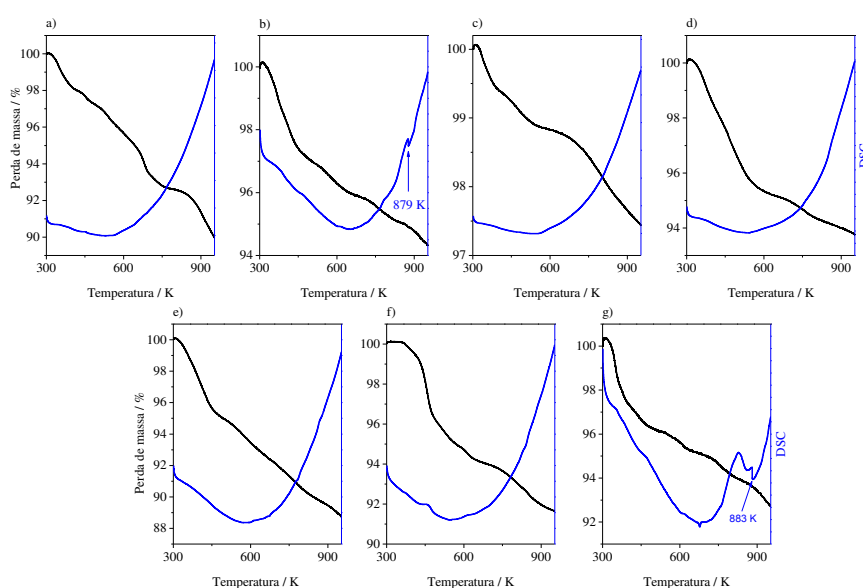 a) b) c) d)
Perda de massa / %
100 98 96 94 92 90
100 98 96 94
100 99 98 97
100 98 96 94
879 K
DSC
300 600 900 300 600 900 300 600 900 300 600 900
Temperatura / K Temperatura / K Temperatura / K Temperatura / K
e) f) g)
Perda de massa / %
100 98 96 94 92 90 88
100 98 96 94 92 90
100 98 96 94 92
883 K
DSC
300 600 900 300 600 900 300 600 900
Temperatura / K Temperatura / K Temperatura / K